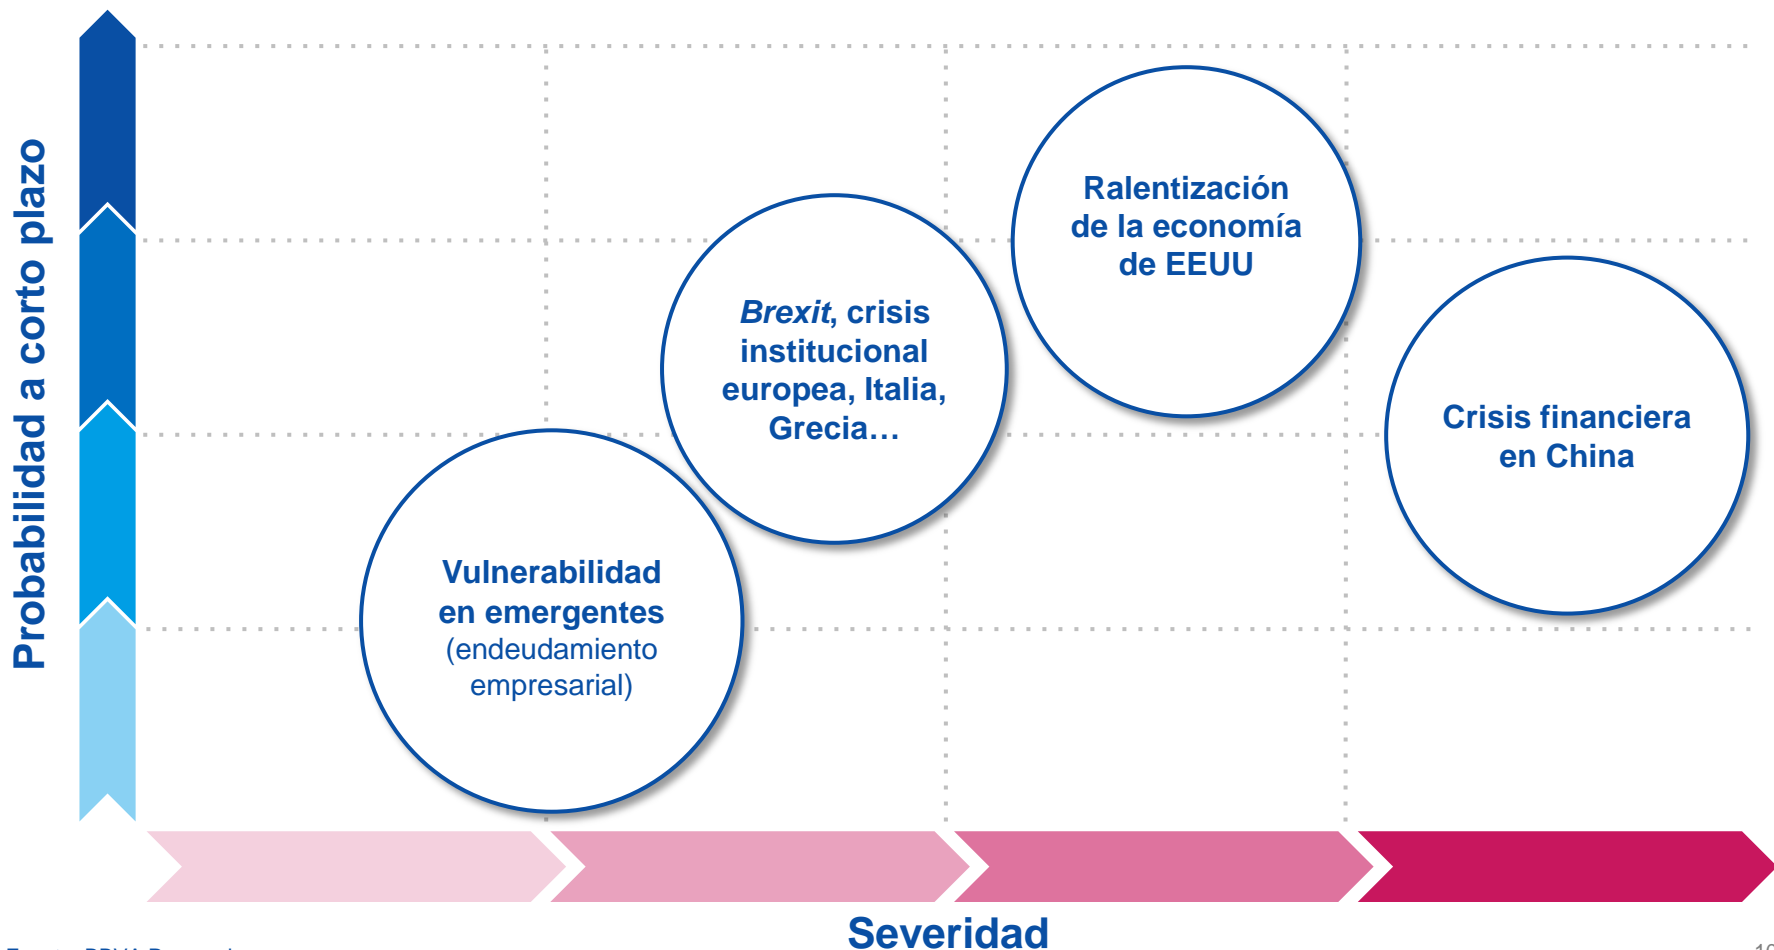 Probabilidad a corto plazo
Ralentización
de la economía
de EEUU
Brexit, crisis
institucional
europea, Italia,
Grecia…
Crisis financiera
en China
Vulnerabilidad
en emergentes
(endeudamiento
empresarial)
Severidad